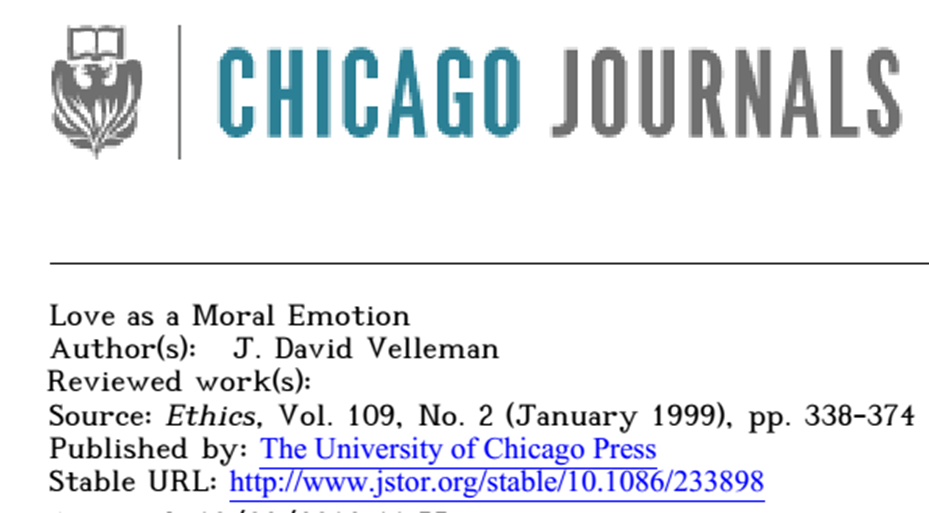 CHICAGO JOURNALS
Love as a Moral Emotion
Author(s): J. David Velleman
Reviewed work(s):
Source: Ethics, Vol. 109, No. 2 (January 1999), pp. 338-374
Published by: The University of Chicago Press
Stable URL: http://www.jstor.org/stable/10.1086/233898